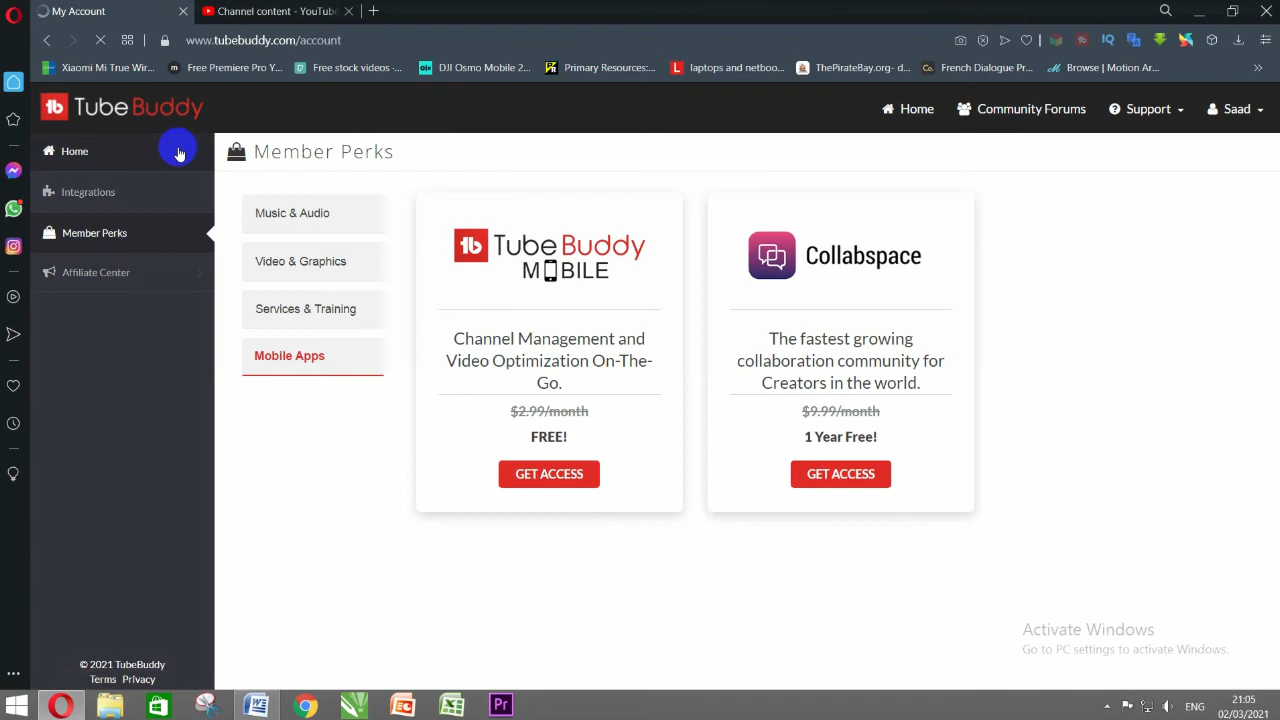 My Account
Channel content - YouTube
www.tubebuddy.com/account
Xiaomi Mi True Wir...
Free Premiere Pro Y...
Free stock videos -...
DJI Osmo Mobile 2...
Primary Resources:...
laptops and netboo...
ThePirateBay.org- d...
French Dialogue Pr...
Browse | Motion Ar...
TubeBuddy
Home
Community Forums
Support
Saad
Home
Integrations
Member Perks
Affiliate Center
Member Perks
Music & Audio
Video & Graphics
Services & Training
Mobile Apps
TubeBuddy
MOBILE
Channel Management and
Video Optimization On-The-
Go.
$2.99/month
FREE!
GET ACCESS
Collabspace
The fastest growing
collaboration community for
Creators in the world.
$9.99/month
1 Year Free!
GET ACCESS
Activate Windows
Go to PC settings to activate Windows.
© 2021 TubeBuddy
Terms Privacy
ENG
21:05
02/03/2021